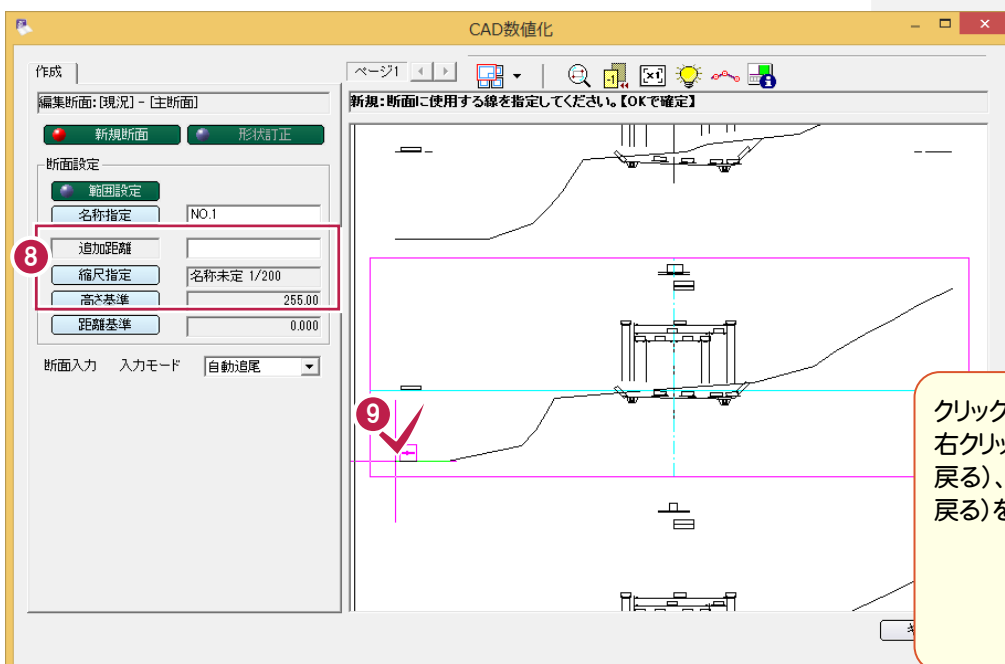 CAD数値化
作成
ページ1
編集断面:[現況] - [主断面]
新規:断面に使用する線を指定してください。【OKで確定】
新規断面
形状訂正
断面設定
範囲設定
名称指定
NO.1
追加距離
8
縮尺指定
名称未定 1/200
高さ基準
255.00
距離基準
0.000
断面入力
入力モード
自動追尾
9
クリック
右クリッ
戻る)、
戻る)を